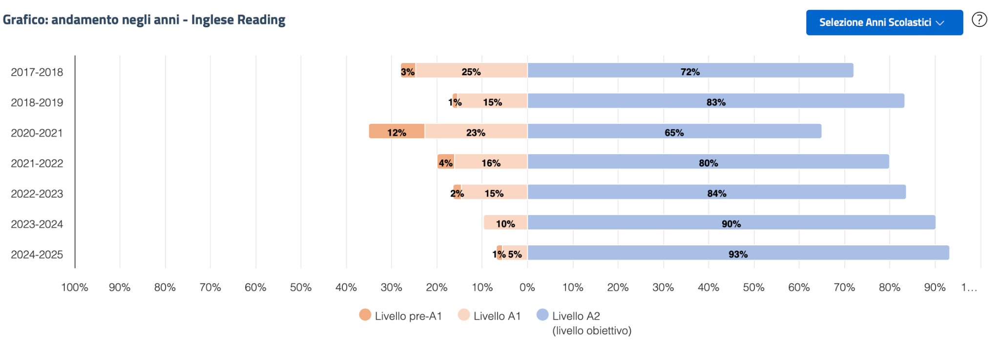 Grafico: andamento negli anni - Inglese Reading
Selezione Anni Scolastici
?
2017-2018 3% 25% 72%
2018-2019 1% 15% 83%
2020-2021 12% 23% 65%
2021-2022 4% 16% 80%
2022-2023 2% 15% 84%
2023-2024 10% 90%
2024-2025 1% 5% 93%
100% 90% 80% 70% 60% 50% 40% 30% 20% 10% 0% 10% 20% 30% 40% 50% 60% 70% 80% 90% 1...
Livello pre-A1 Livello A1 Livello A2
(livello obiettivo)